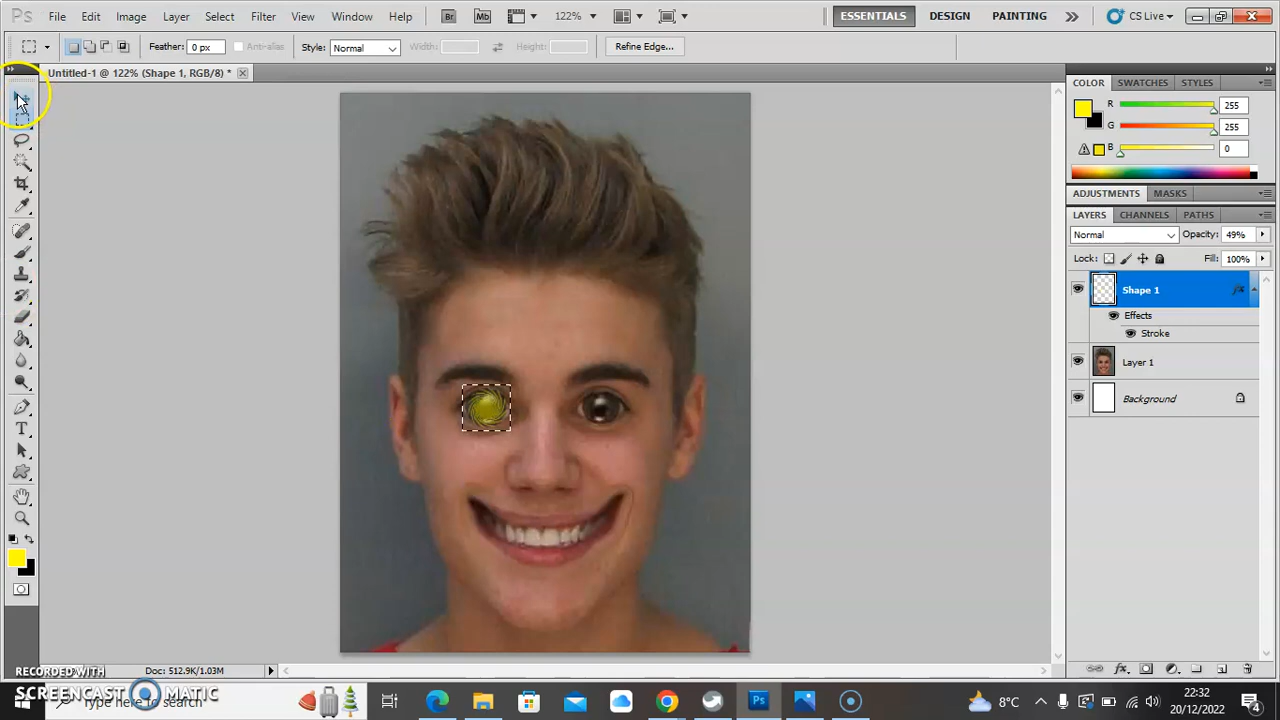 Ps File Edit Image Layer Select Filter View Window Help Br Mb 122% ESSENTIALS DESIGN PAINTING CS Live
Feather: 0 px Anti-alias Style: Normal Width: Height: Refine Edge...
Untitled-1 @ 122% (Shape 1, RGB/8) *
COLOR SWATCHES STYLES
R 255
G 255
B 0
ADJUSTMENTS MASKS
LAYERS CHANNELS PATHS
Normal Opacity: 49%
Lock: Fill: 100%
Shape 1 fx
Effects
Stroke
Layer 1
Background
T
122% Doc: 512.9K/1.03M
RECORDED WITH
SCREENCAST MATIC
Type here to search
Ps
8°C
22:32
20/12/2022
4